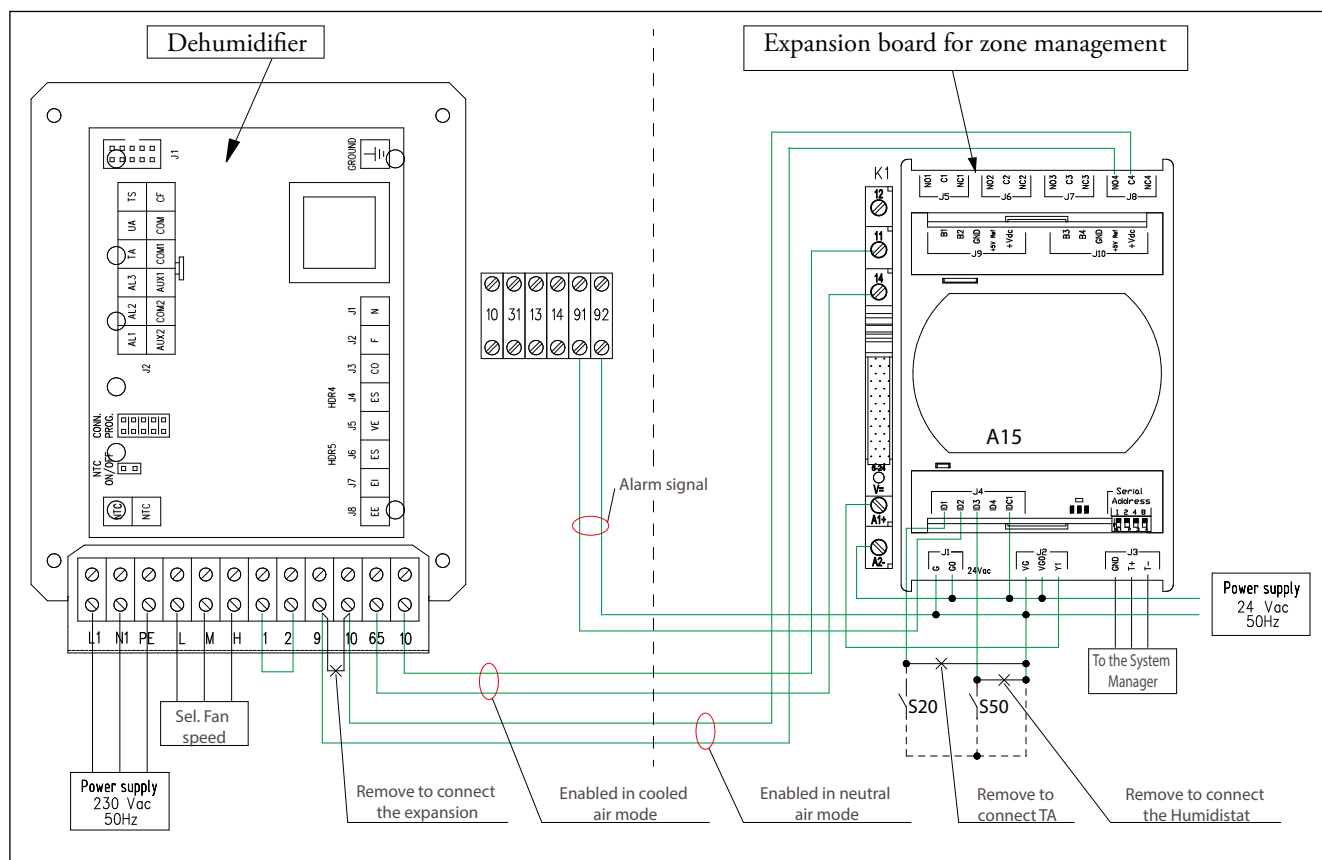 Dehumidifier
Expansion board for zone management
J1
GROUND
TS CF
UA COM
TA COM1
AL3 AUX1
AL2 COM2
AL1 AUX2
J2
CONN.
PROG.
NTC
ON/OFF
NTC NTC
J1 N
J2 F
J3 CO
HDR4
J4 ES
J5 VE
HDR5
J6 ES
J7 EI
J8 EE
10 31 13 14 91 92
Alarm signal
L1 N1 PE L M H 1 2 9 10 65 10
Sel. Fan
speed
Power supply
230 Vac
50Hz
Remove to connect
the expansion
Enabled in cooled
air mode
Enabled in neutral
air mode
Remove to
connect TA
Remove to connect
the Humidistat
K1
12
11
14
6-24
V=
A1+
A2-
NO1 C1 NC1
J5
NO2 C2 NC2
J6
NO3 C3 NC3
J7
NO4 C4 NC4
J8
B1 B2 GND +5V Ref +Vdc
J9
B3 B4 GND +5V Ref +Vdc
J10
A15
J4
ID1 ID2 ID3 ID4 IDC1
Serial
Address
1 2 4 8
J1
G G0
24Vac
J2
VG VG0 Y1
J3
GND T+ T-
Power supply
24 Vac
50Hz
To the System
Manager
S20
S50